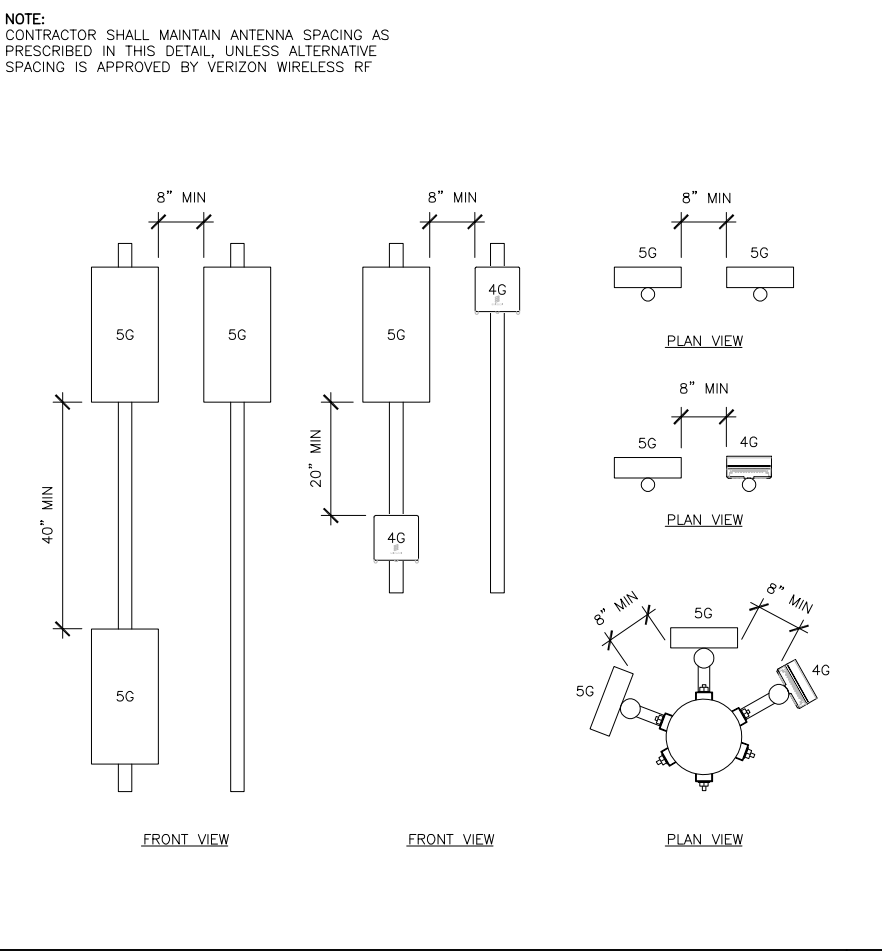 NOTE:
CONTRACTOR SHALL MAINTAIN ANTENNA SPACING AS
PRESCRIBED IN THIS DETAIL, UNLESS ALTERNATIVE
SPACING IS APPROVED BY VERIZON WIRELESS RF
8” MIN
5G
5G
40” MIN
5G
FRONT VIEW
8” MIN
4G
5G
20” MIN
4G
FRONT VIEW
8” MIN
5G
5G
PLAN VIEW
8” MIN
5G
4G
PLAN VIEW
8” MIN
8” MIN
5G
4G
5G
PLAN VIEW